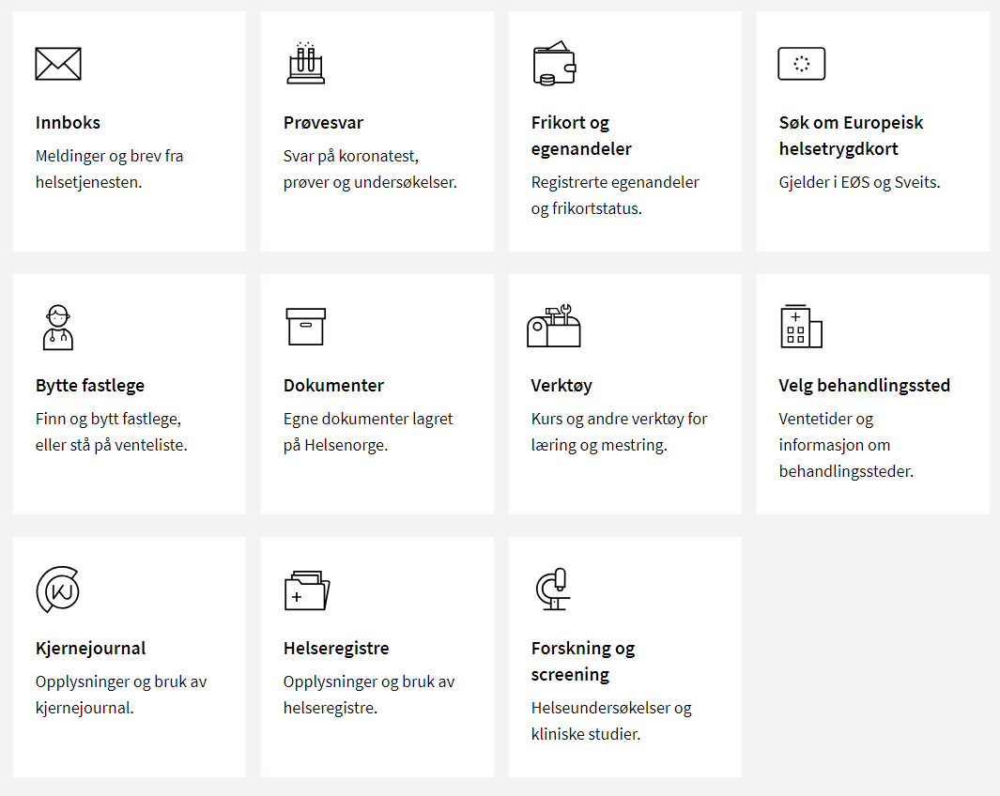 Innboks
Meldinger og brev fra
helsetjenesten.
Prøvesvar
Svar på koronatest,
prøver og undersøkelser.
Frikort og
egenandeler
Registrerte egenandeler
og frikortstatus.
Søk om Europeisk
helsetrygdkort
Gjelder i EØS og Sveits.
Bytte fastlege
Finn og bytt fastlege,
eller stå på venteliste.
Dokumenter
Egne dokumenter lagret
på Helsenorge.
Verktøy
Kurs og andre verktøy for
læring og mestring.
Velg behandlingssted
Ventetider og
informasjon om
behandlingssteder.
KJ
Kjernejournal
Opplysninger og bruk av
kjernejournal.
Helseregistre
Opplysninger og bruk av
helseregistre.
Forskning og
screening
Helseundersøkelser og
kliniske studier.